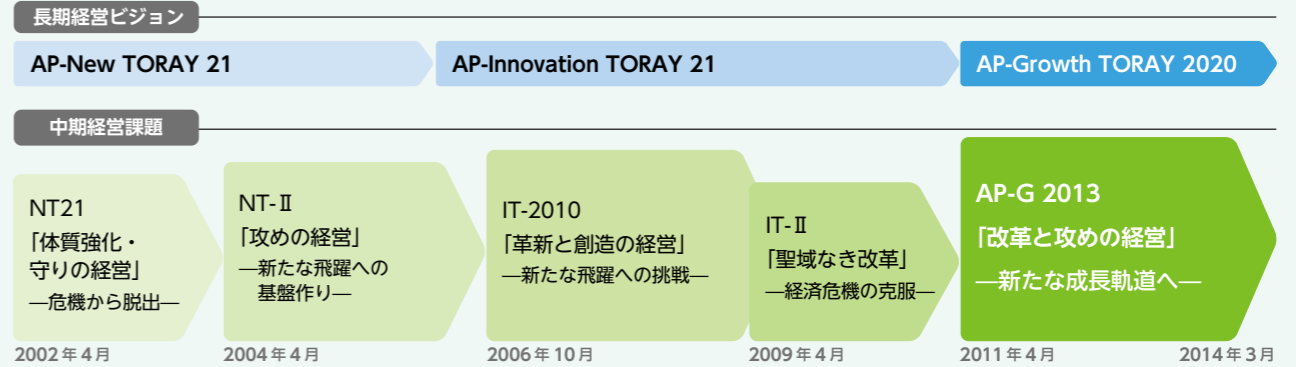 長期経営ビジョン
AP-New TORAY 21
AP-Innovation TORAY 21
AP-Growth TORAY 2020
中期経営課題
NT21
「体質強化・
守りの経営」
―危機から脱出―
NT-Ⅱ
「攻めの経営」
―新たな飛躍への
基盤作り―
IT-2010
「革新と創造の経営」
―新たな飛躍への挑戦―
IT-Ⅱ
「聖域なき改革」
―経済危機の克服―
AP-G 2013
「改革と攻めの経営」
―新たな成長軌道へ―
2002年4月
2004年4月
2006年10月
2009年4月
2011年4月
2014年3月